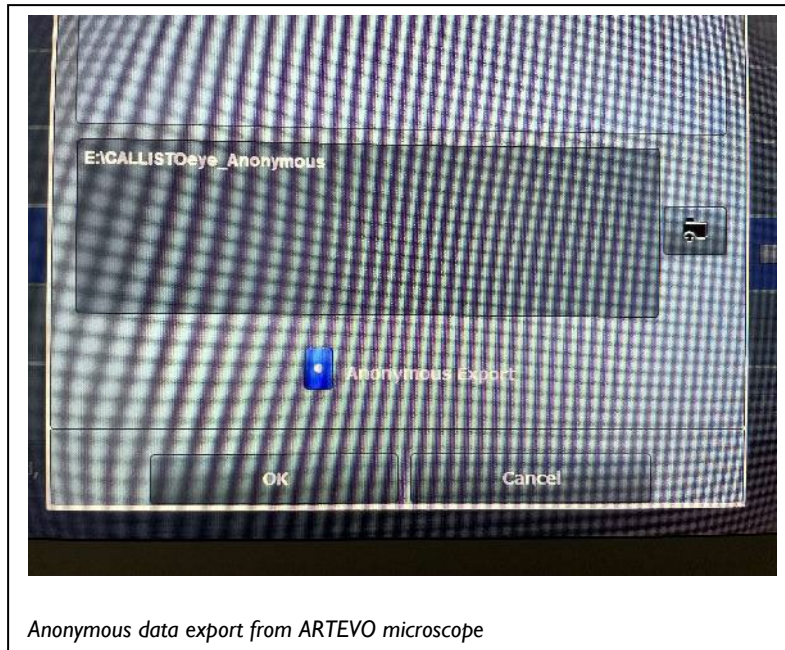 E:\CALLISTOeye_Anonymous
Anonymous Export
OK
Cancel
Anonymous data export from ARTEVO microscope